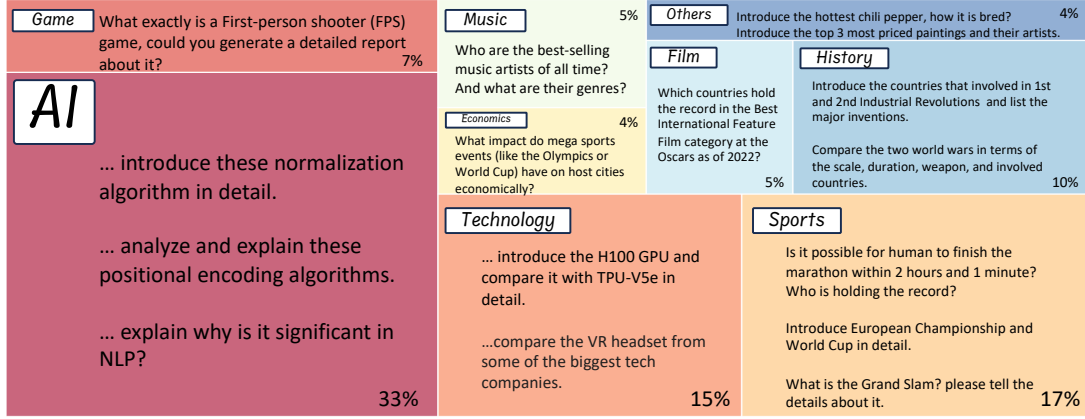 Game
What exactly is a First-person shooter (FPS)
game, could you generate a detailed report
about it?
7%
AI
... introduce these normalization
algorithm in detail.
... analyze and explain these
positional encoding algorithms.
... explain why is it significant in
NLP?
33%
Music
5%
Who are the best-selling
music artists of all time?
And what are their genres?
Economics
4%
What impact do mega sports
events (like the Olympics or
World Cup) have on host cities
economically?
Others
4%
Introduce the hottest chili pepper, how it is bred?
Introduce the top 3 most priced paintings and their artists.
Film
Which countries hold
the record in the Best
International Feature
Film category at the
Oscars as of 2022?
5%
History
Introduce the countries that involved in 1st
and 2nd Industrial Revolutions and list the
major inventions.
Compare the two world wars in terms of
the scale, duration, weapon, and involved
countries.
10%
Technology
... introduce the H100 GPU and
compare it with TPU-V5e in
detail.
...compare the VR headset from
some of the biggest tech
companies.
15%
Sports
Is it possible for human to finish the
marathon within 2 hours and 1 minute?
Who is holding the record?
Introduce European Championship and
World Cup in detail.
What is the Grand Slam? please tell the
details about it.
17%